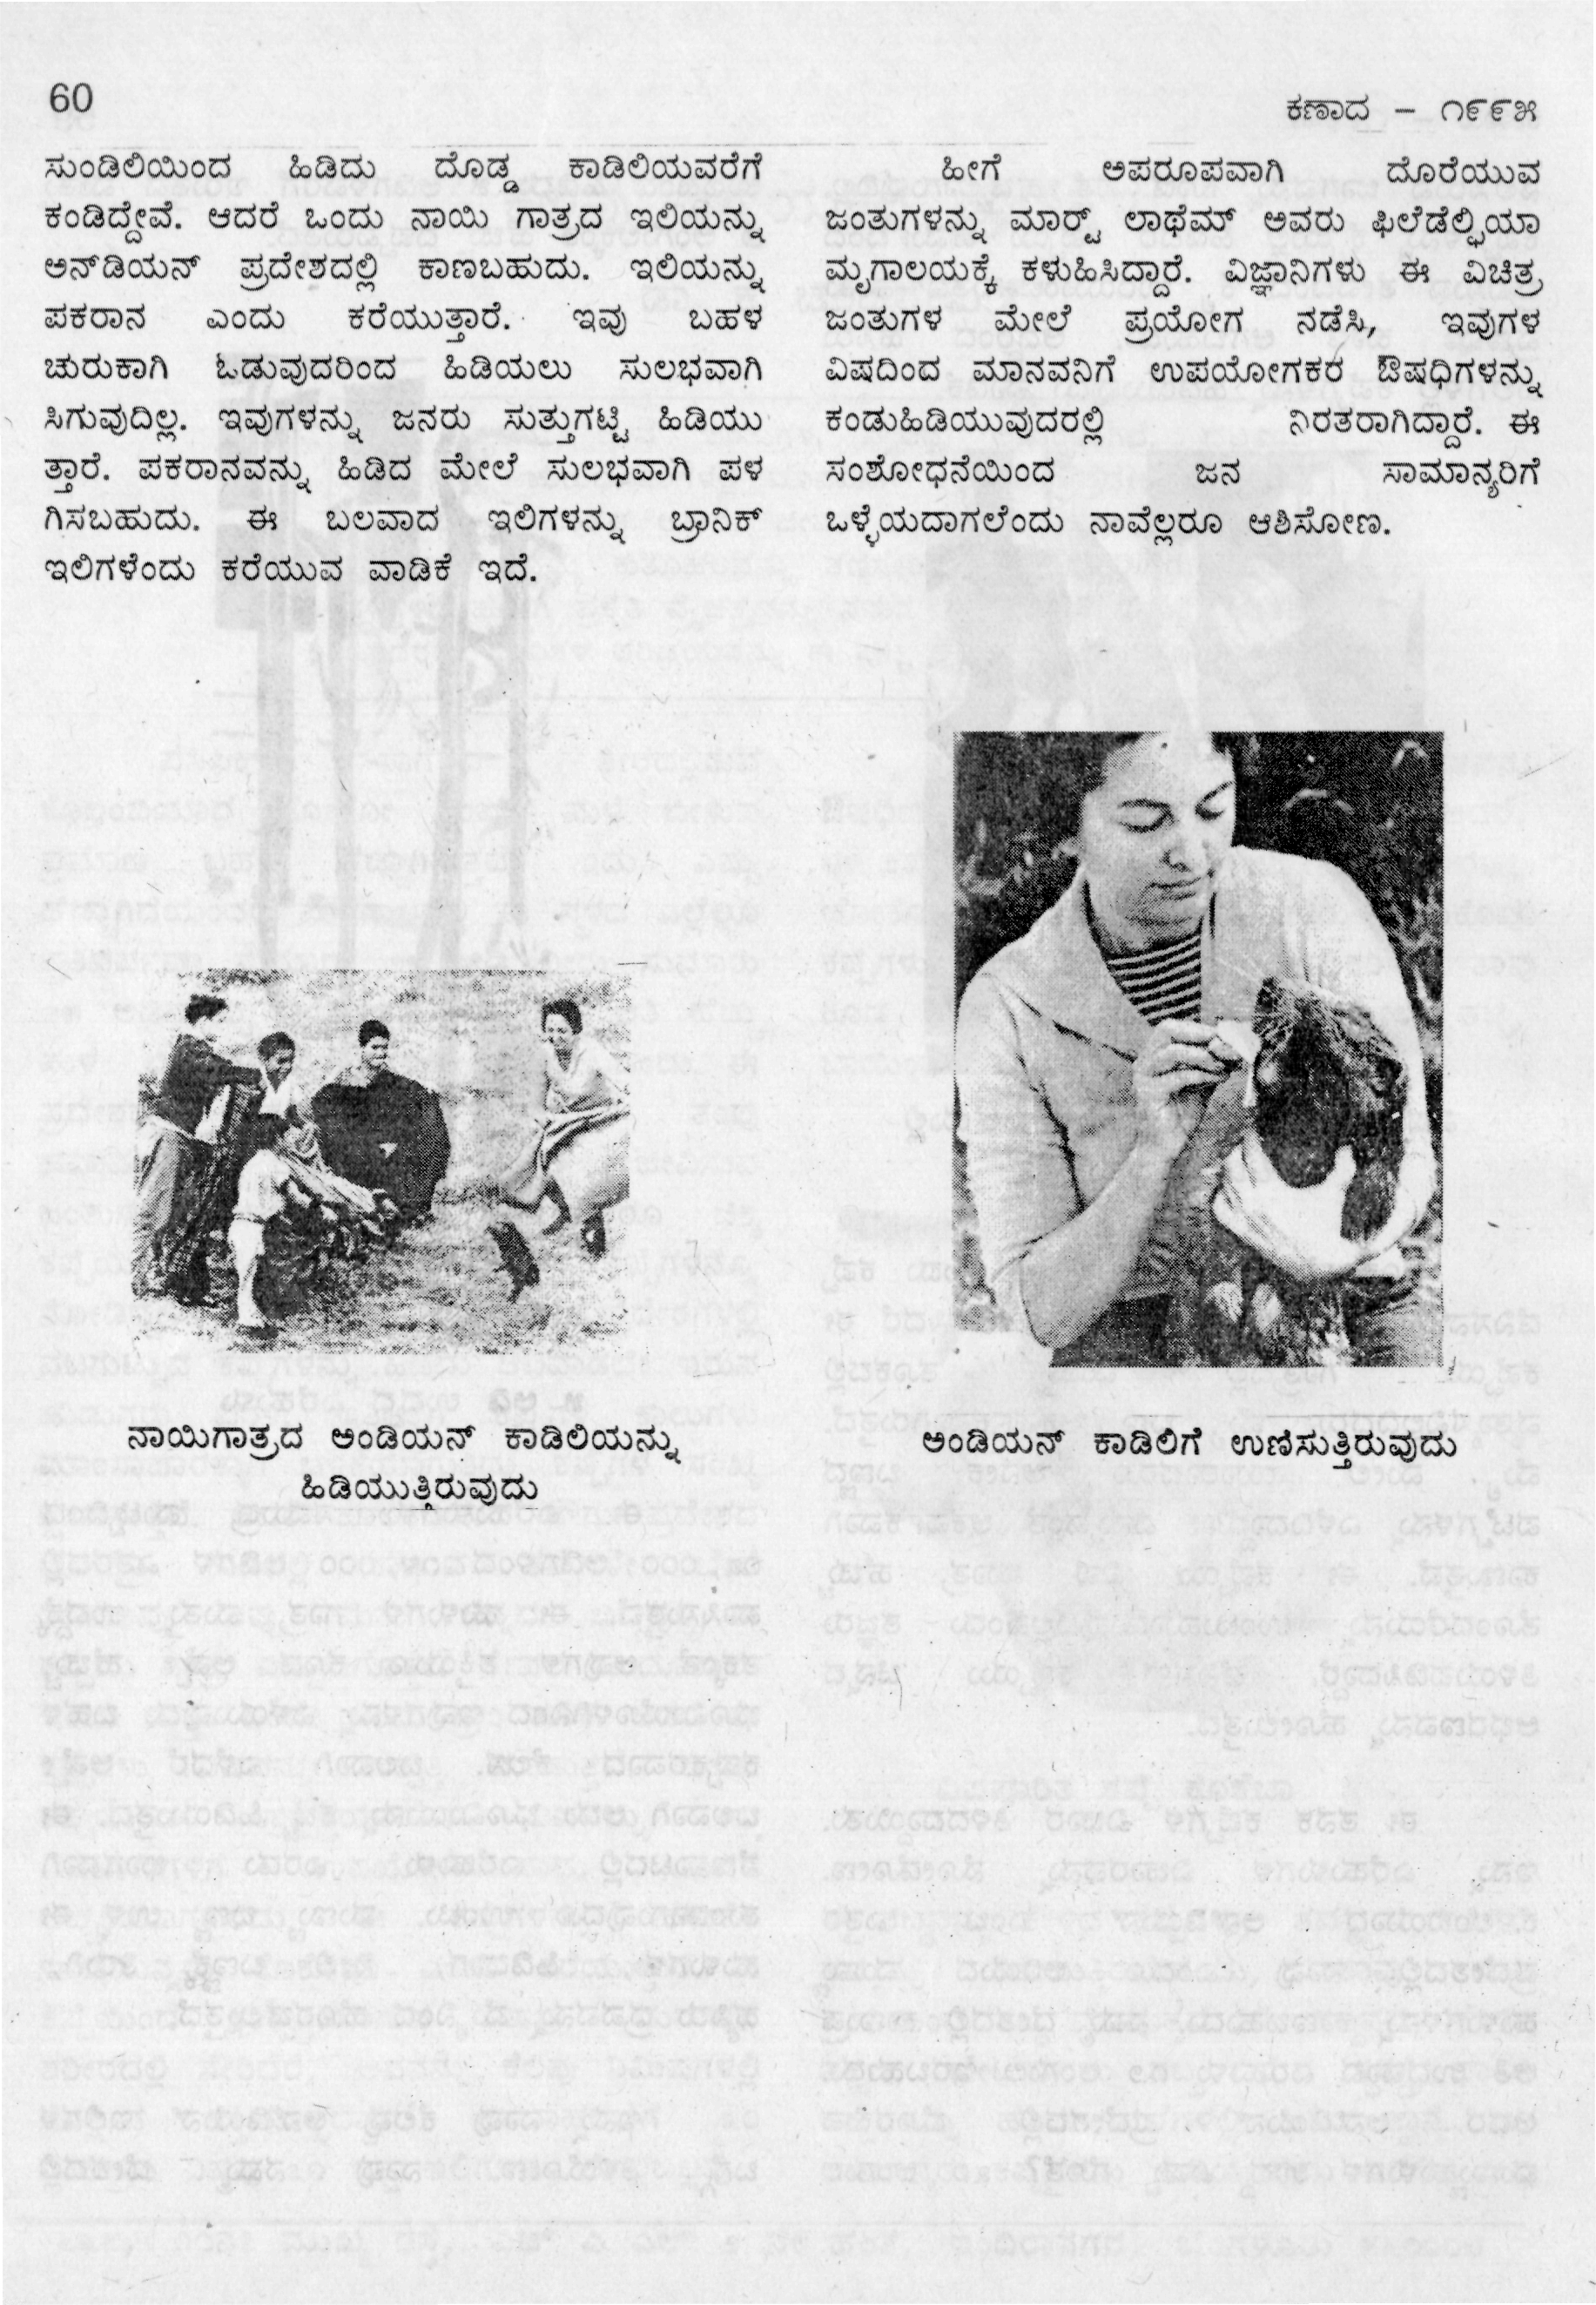 60
ಕಣಾದ – ೧೯೯೫
ಸುಂಡಿಲಿಯಿಂದ ಹಿಡಿದು ದೊಡ್ಡ ಕಾಡಿಲಿಯವರೆಗೆ
ಕಂಡಿದ್ದೇವೆ. ಆದರೆ ಒಂದು ನಾಯಿ ಗಾತ್ರದ ಇಲಿಯನ್ನು
ಅನ್‌ಡಿಯನ್ ಪ್ರದೇಶದಲ್ಲಿ ಕಾಣಬಹುದು. ಇಲಿಯನ್ನು
ಪಕರಾನ ಎಂದು ಕರೆಯುತ್ತಾರೆ. ಇವು ಬಹಳ
ಚುರುಕಾಗಿ ಓಡುವುದರಿಂದ ಹಿಡಿಯಲು ಸುಲಭವಾಗಿ
ಸಿಗುವುದಿಲ್ಲ. ಇವುಗಳನ್ನು ಜನರು ಸುತ್ತುಗಟ್ಟಿ ಹಿಡಿಯು
ತ್ತಾರೆ. ಪಕರಾನವನ್ನು ಹಿಡಿದ ಮೇಲೆ ಸುಲಭವಾಗಿ ಪಳ
ಗಿಸಬಹುದು. ಈ ಬಲವಾದ ಇಲಿಗಳನ್ನು ಬ್ರಾನಿಕ್
ಇಲಿಗಳೆಂದು ಕರೆಯುವ ವಾಡಿಕೆ ಇದೆ.
ಹೀಗೆ ಅಪರೂಪವಾಗಿ ದೊರೆಯುವ
ಜಂತುಗಳನ್ನು ಮಾರ್‍ಟ್ ಲಾಥೆಮ್ ಅವರು ಫಿಲೆಡೆಲ್ಫಿಯಾ
ಮೃಗಾಲಯಕ್ಕೆ ಕಳುಹಿಸಿದ್ದಾರೆ. ವಿಜ್ಞಾನಿಗಳು ಈ ವಿಚಿತ್ರ
ಜಂತುಗಳ ಮೇಲೆ ಪ್ರಯೋಗ ನಡೆಸಿ, ಇವುಗಳ
ವಿಷದಿಂದ ಮಾನವನಿಗೆ ಉಪಯೋಗಕರ ಔಷಧಿಗಳನ್ನು
ಕಂಡುಹಿಡಿಯುವುದರಲ್ಲಿ ನಿರತರಾಗಿದ್ದಾರೆ. ಈ
ಸಂಶೋಧನೆಯಿಂದ ಜನ ಸಾಮಾನ್ಯರಿಗೆ
ಒಳ್ಳೆಯದಾಗಲೆಂದು ನಾವೆಲ್ಲರೂ ಆಶಿಸೋಣ.
ನಾಯಿಗಾತ್ರದ ಅಂಡಿಯನ್ ಕಾಡಿಲಿಯನ್ನು
ಹಿಡಿಯುತ್ತಿರುವುದು
ಅಂಡಿಯನ್ ಕಾಡಿಲಿಗೆ ಉಣಿಸುತ್ತಿರುವುದು